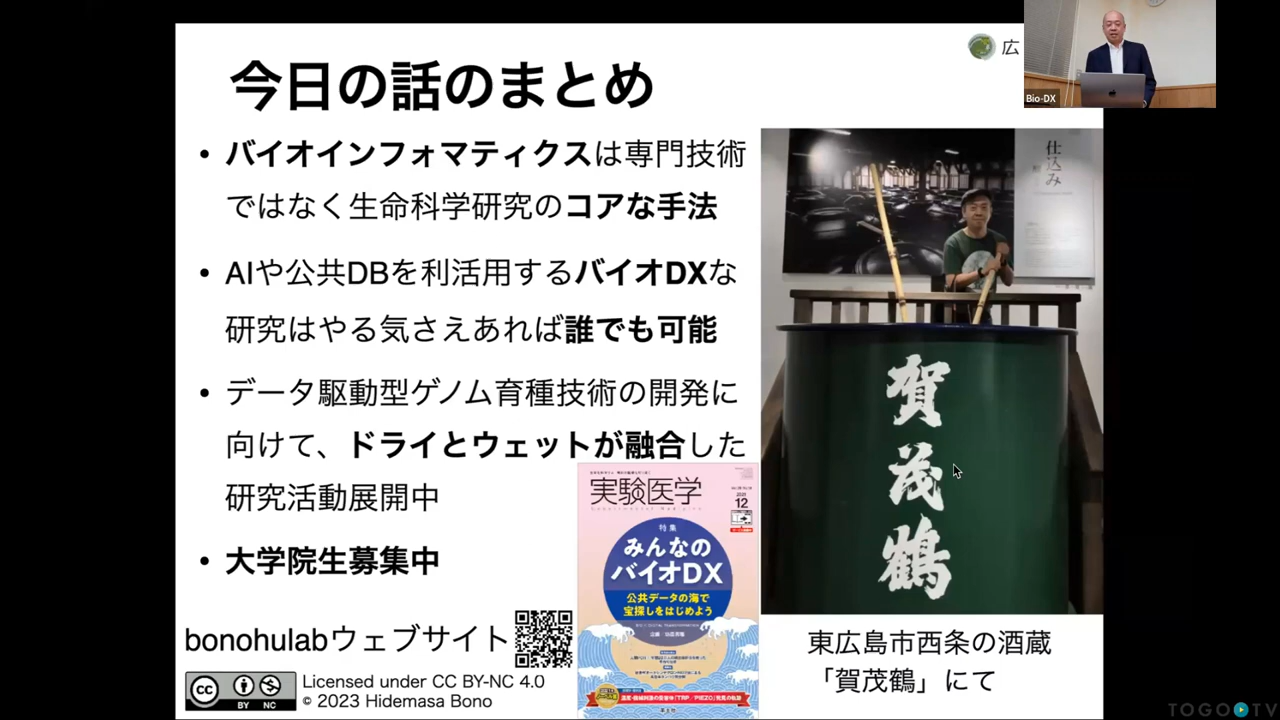 今日の話のまとめ
広
Bio-DX
• バイオインフォマティクスは専門技術
ではなく生命科学研究のコアな手法
• AIや公共DBを利活用するバイオDXな
研究はやる気さえあれば誰でも可能
• データ駆動型ゲノム育種技術の開発に
向けて、ドライとウェットが融合した
研究活動展開中
• 大学院生募集中
bonohulabウェブサイト
CC BY NC
Licensed under CC BY-NC 4.0
© 2023 Hidemasa Bono
実験医学
2021
12
特集
みんなの
バイオDX
公共データの海で
宝探しをはじめよう
仕込み
賀茂鶴
東広島市西条の酒蔵
「賀茂鶴」にて
TOGO TV